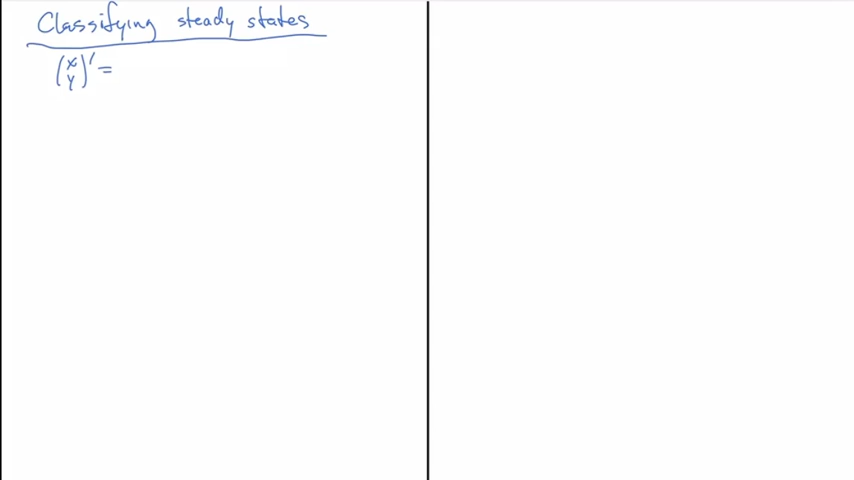 Classifying steady states
(x
y)' =